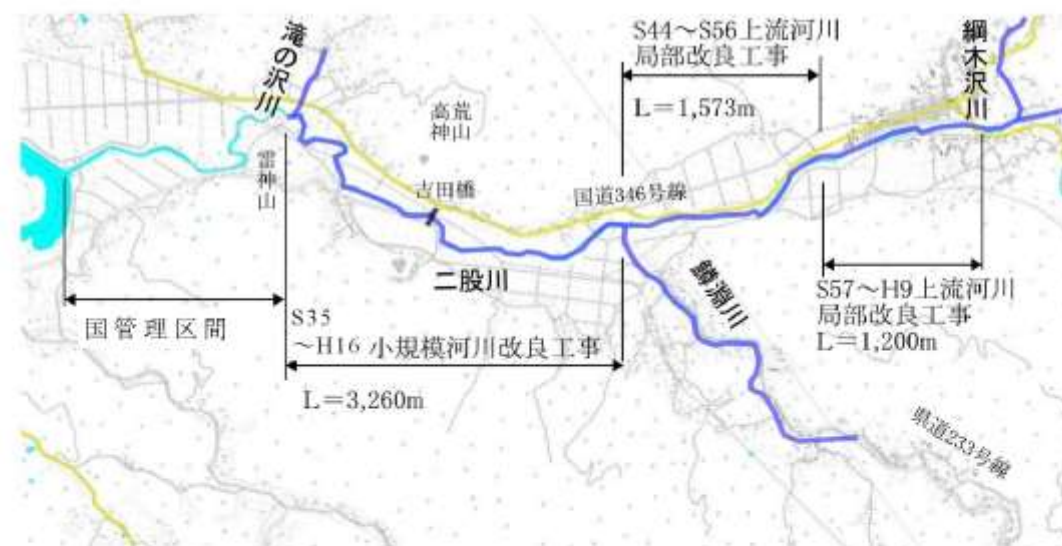 滝の沢川
高荒
神山
雷神山
吉田橋
国道346号線
S44～S56上流河川
局部改良工事
L＝1,573m
綱木沢川
二股川
鱒淵川
国管理区間
S35
～H16 小規模河川改良工事
L＝3,260m
S57～H9上流河川
局部改良工事
L＝1,200m
県道233号線